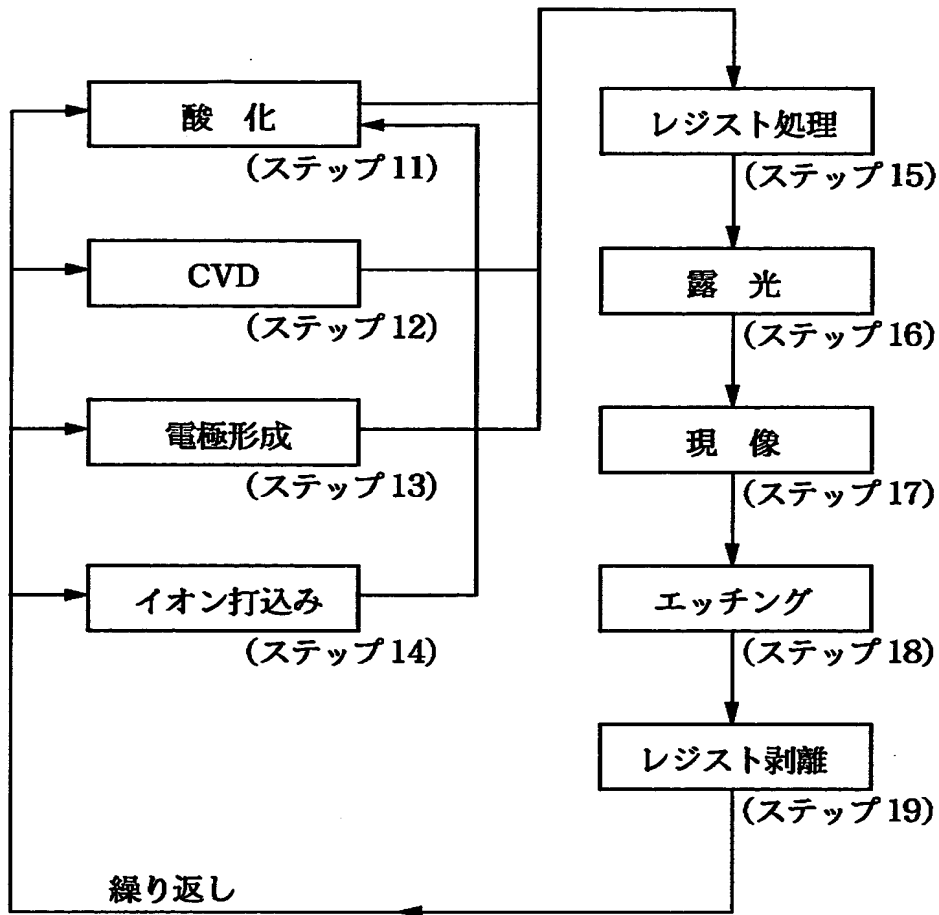 酸 化
(ステップ11)
CVD
(ステップ12)
電極形成
(ステップ13)
イオン打込み
(ステップ14)
レジスト処理
(ステップ15)
露 光
(ステップ16)
現 像
(ステップ17)
エッチング
(ステップ18)
レジスト剥離
(ステップ19)
繰り返し